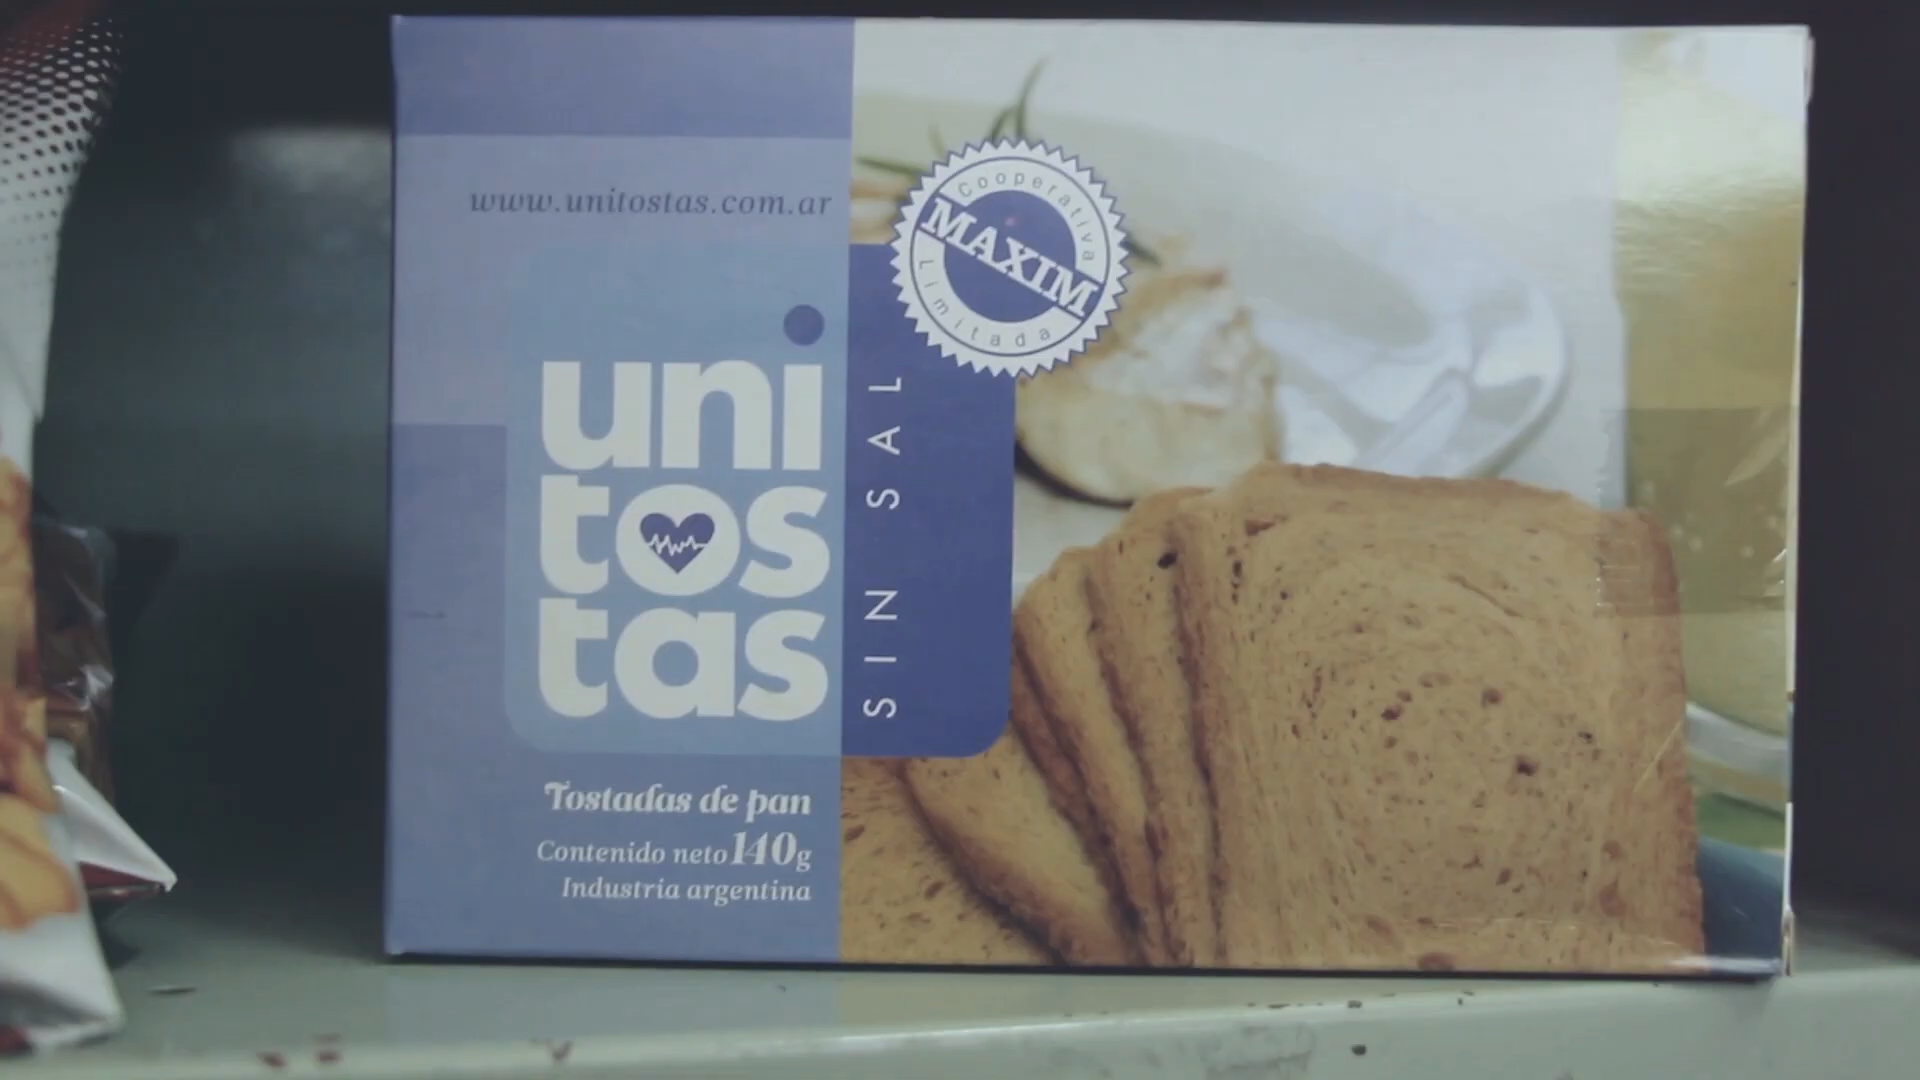 www.unitostas.com.ar
Cooperativa
MAXIM
Limitada
uni
tos
tas
SIN SAL
Tostadas de pan
Contenido neto 140g
Industria argentina